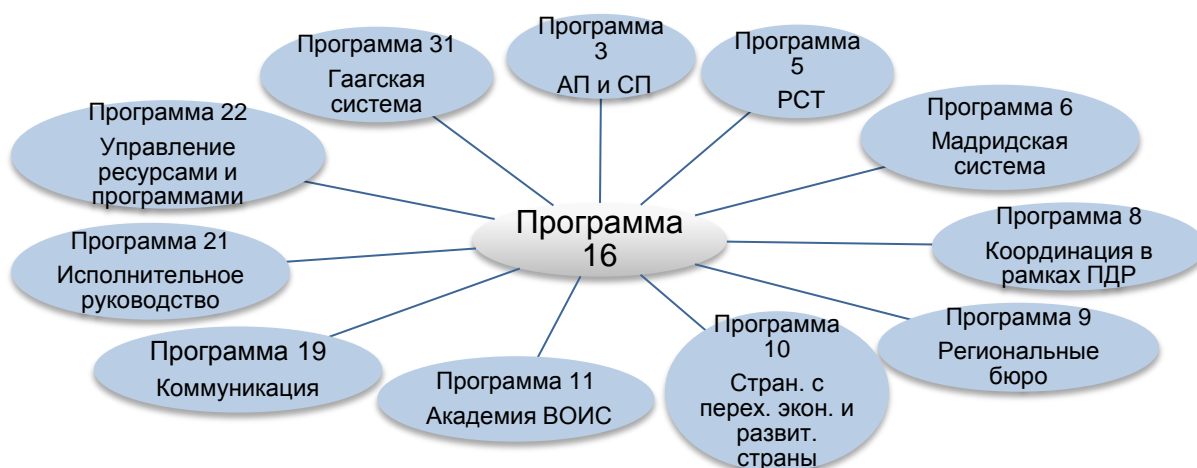 Программа 31
Гаагская
система
Программа
3
АП и СП
Программа
5
РСТ
Программа 6
Мадридская
система
Программа 8
Координация в
рамках ПДР
Программа 9
Региональные
бюро
Программа
10
Стран. с
перех. экон. и
развит.
страны
Программа 11
Академия ВОИС
Программа 19
Коммуникация
Программа 21
Исполнительное
руководство
Программа 22
Управление
ресурсами и
программами
Программа
16